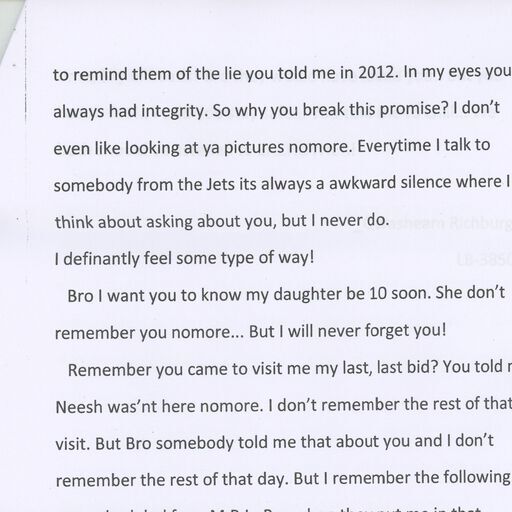 to remind them of the lie you told me in 2012. In my eyes you
always had integrity. So why you break this promise? I don't
even like looking at ya pictures nomore. Everytime I talk to
somebody from the Jets its always a awkward silence where I
think about asking about you, but I never do.
I definantly feel some type of way!
Bro I want you to know my daughter be 10 soon. She don't
remember you nomore... But I will never forget you!
Remember you came to visit me my last, last bid? You told
Neesh was'nt here nomore. I don't remember the rest of that
visit. But Bro somebody told me that about you and I don't
remember the rest of that day. But I remember the following